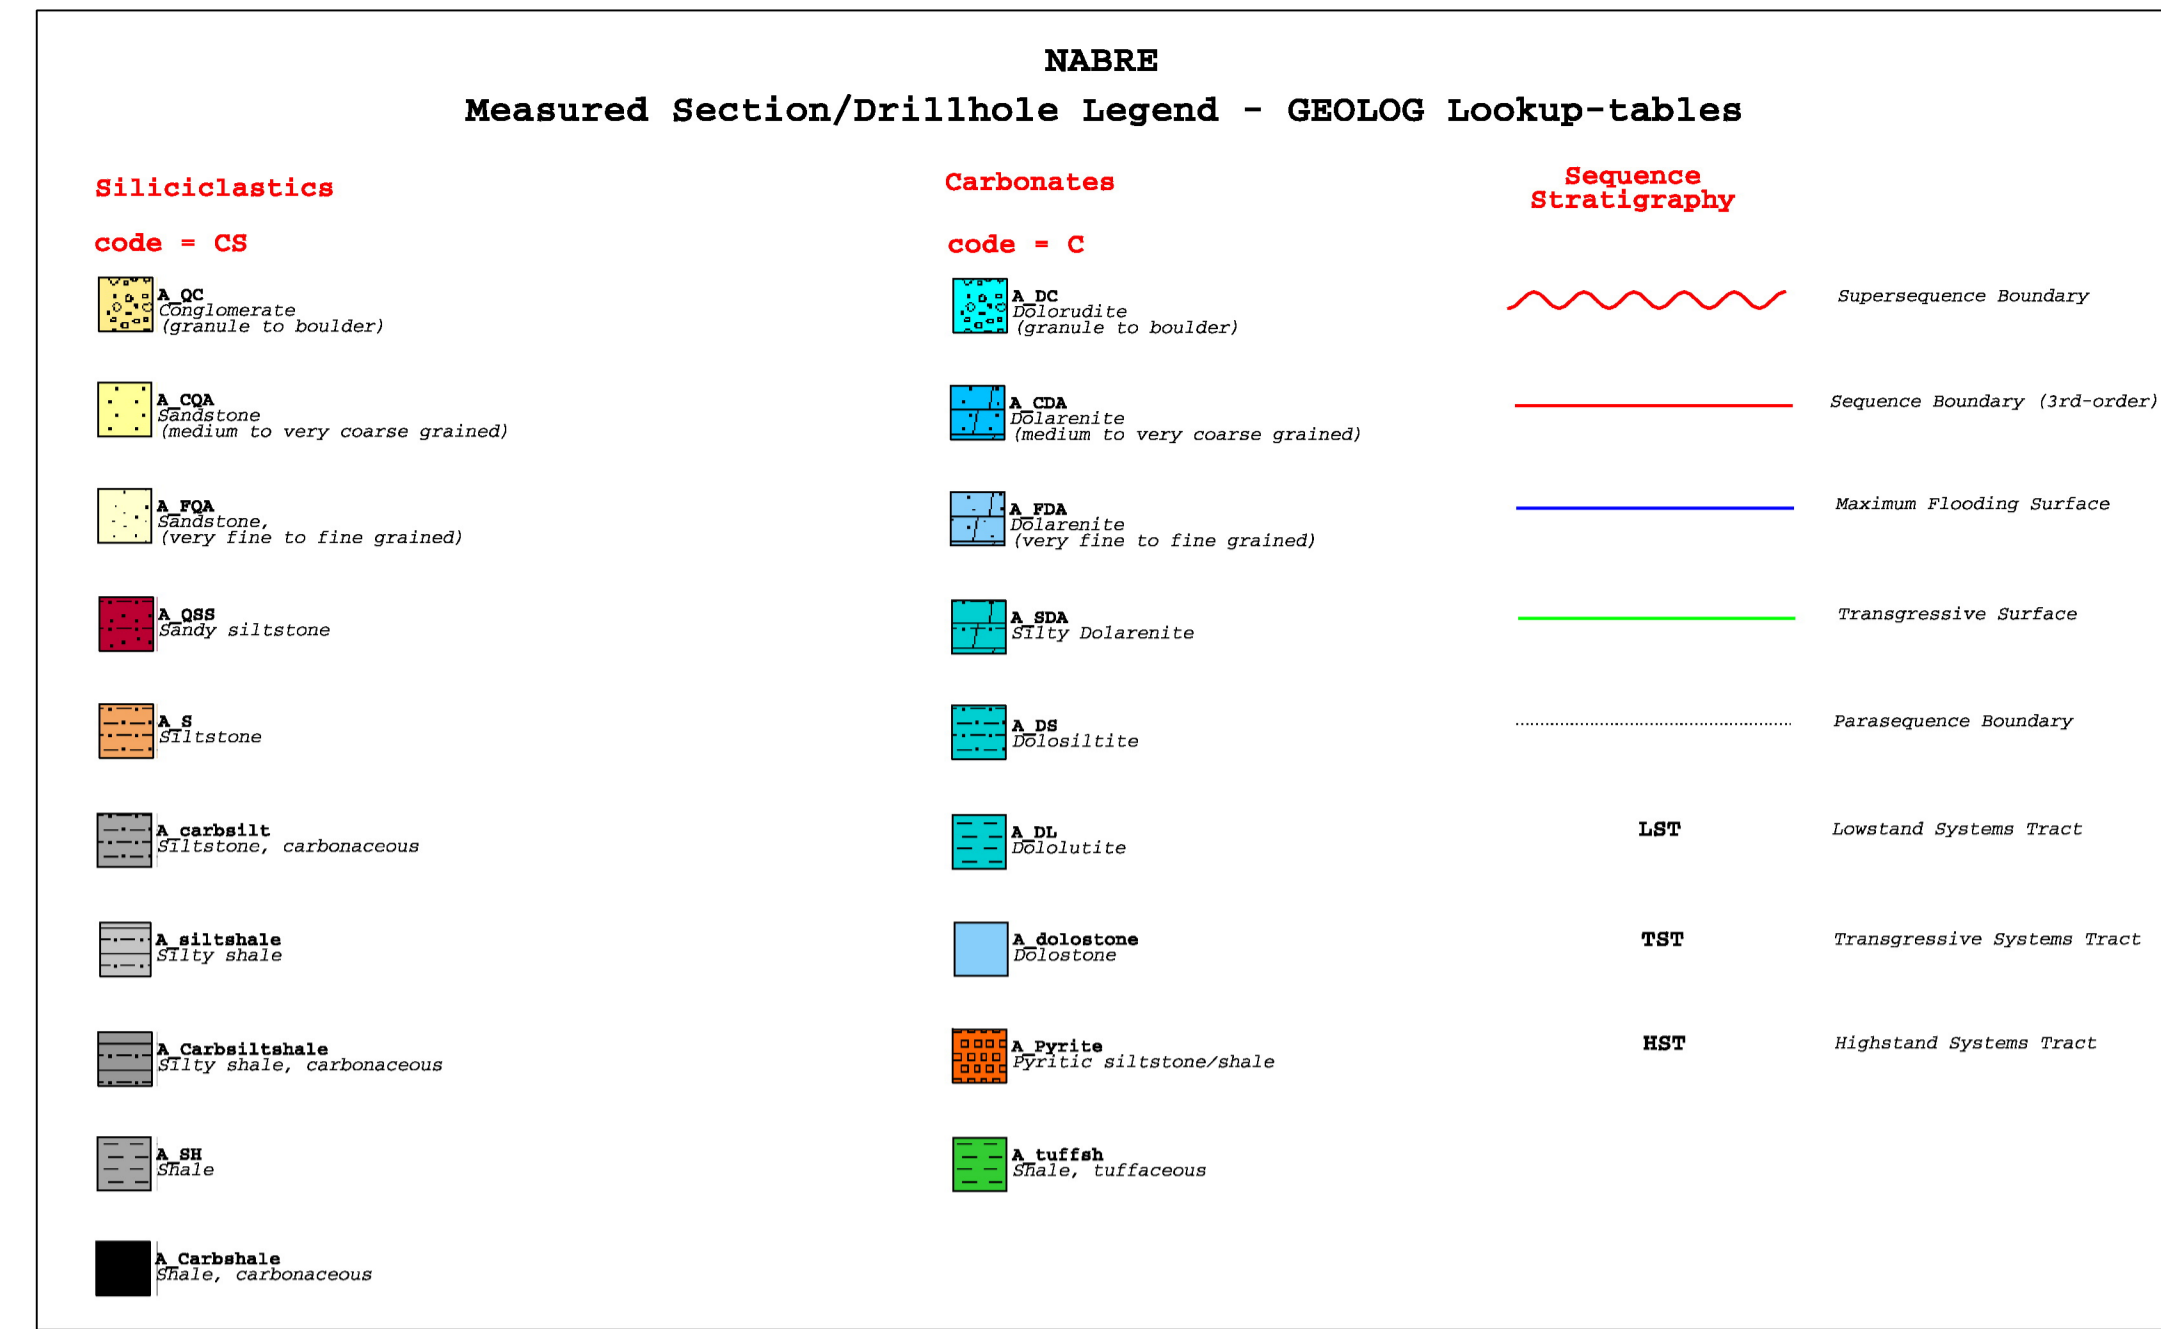 NABRE
Measured Section/Drillhole Legend - GEOLOG Lookup-tables
Siliciclastics
code = CS
A_QC
Conglomerate
(granule to boulder)
A_CQA
Sandstone
(medium to very coarse grained)
A_FQA
Sandstone,
(very fine to fine grained)
A_QSS
Sandy siltstone
A_S
Siltstone
A_carbsilt
Siltstone, carbonaceous
A_siltshale
Silty shale
A_Carbsiltshale
Silty shale, carbonaceous
A_SH
Shale
A_Carbshale
Shale, carbonaceous
Carbonates
code = C
A_DC
Dolorudite
(granule to boulder)
A_CDA
Dolarenite
(medium to very coarse grained)
A_FDA
Dolarenite
(very fine to fine grained)
A_SDA
Silty Dolarenite
A_DS
Dolosiltite
A_DL
Dololutite
A_dolostone
Dolostone
A_Pyrite
Pyritic siltstone/shale
A_tuffsh
Shale, tuffaceous
Sequence
Stratigraphy
Supersequence Boundary
Sequence Boundary (3rd-order)
Maximum Flooding Surface
Transgressive Surface
Parasequence Boundary
LST Lowstand Systems Tract
TST Transgressive Systems Tract
HST Highstand Systems Tract